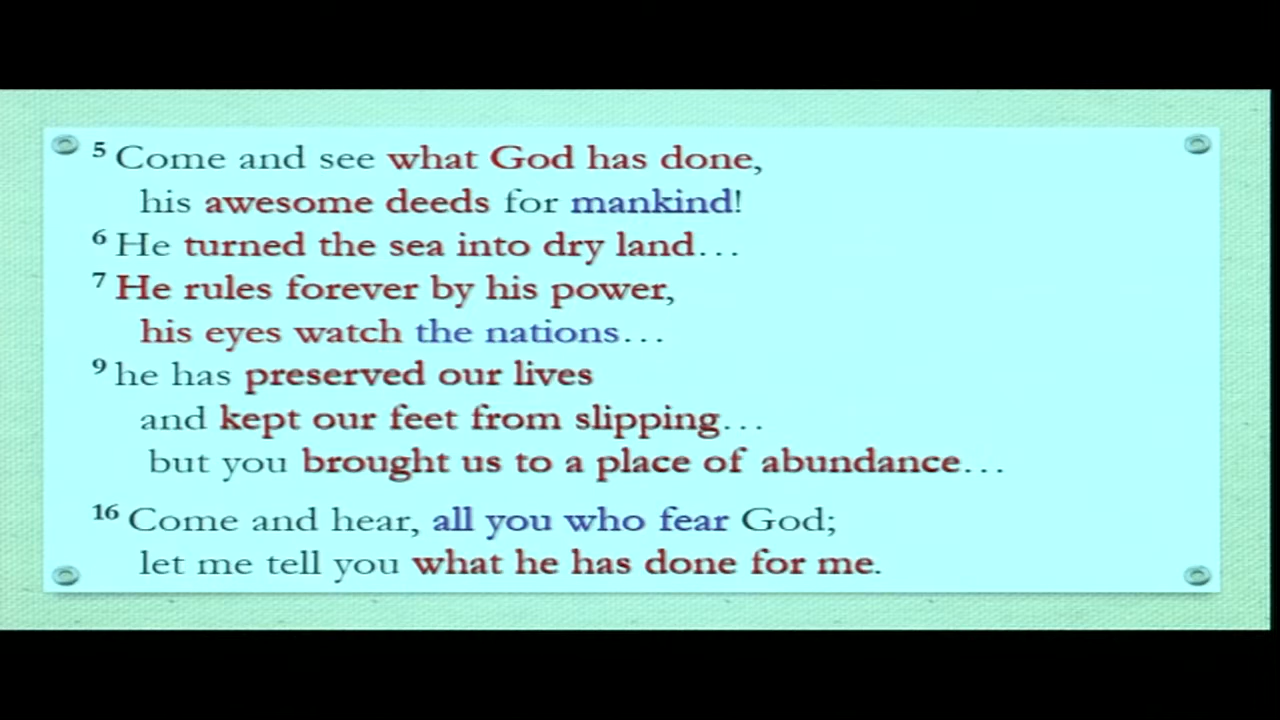 ⁵ Come and see what God has done,
his awesome deeds for mankind!
⁶ He turned the sea into dry land…
⁷ He rules forever by his power,
his eyes watch the nations…
⁹ he has preserved our lives
and kept our feet from slipping…
but you brought us to a place of abundance…
¹⁶ Come and hear, all you who fear God;
let me tell you what he has done for me.